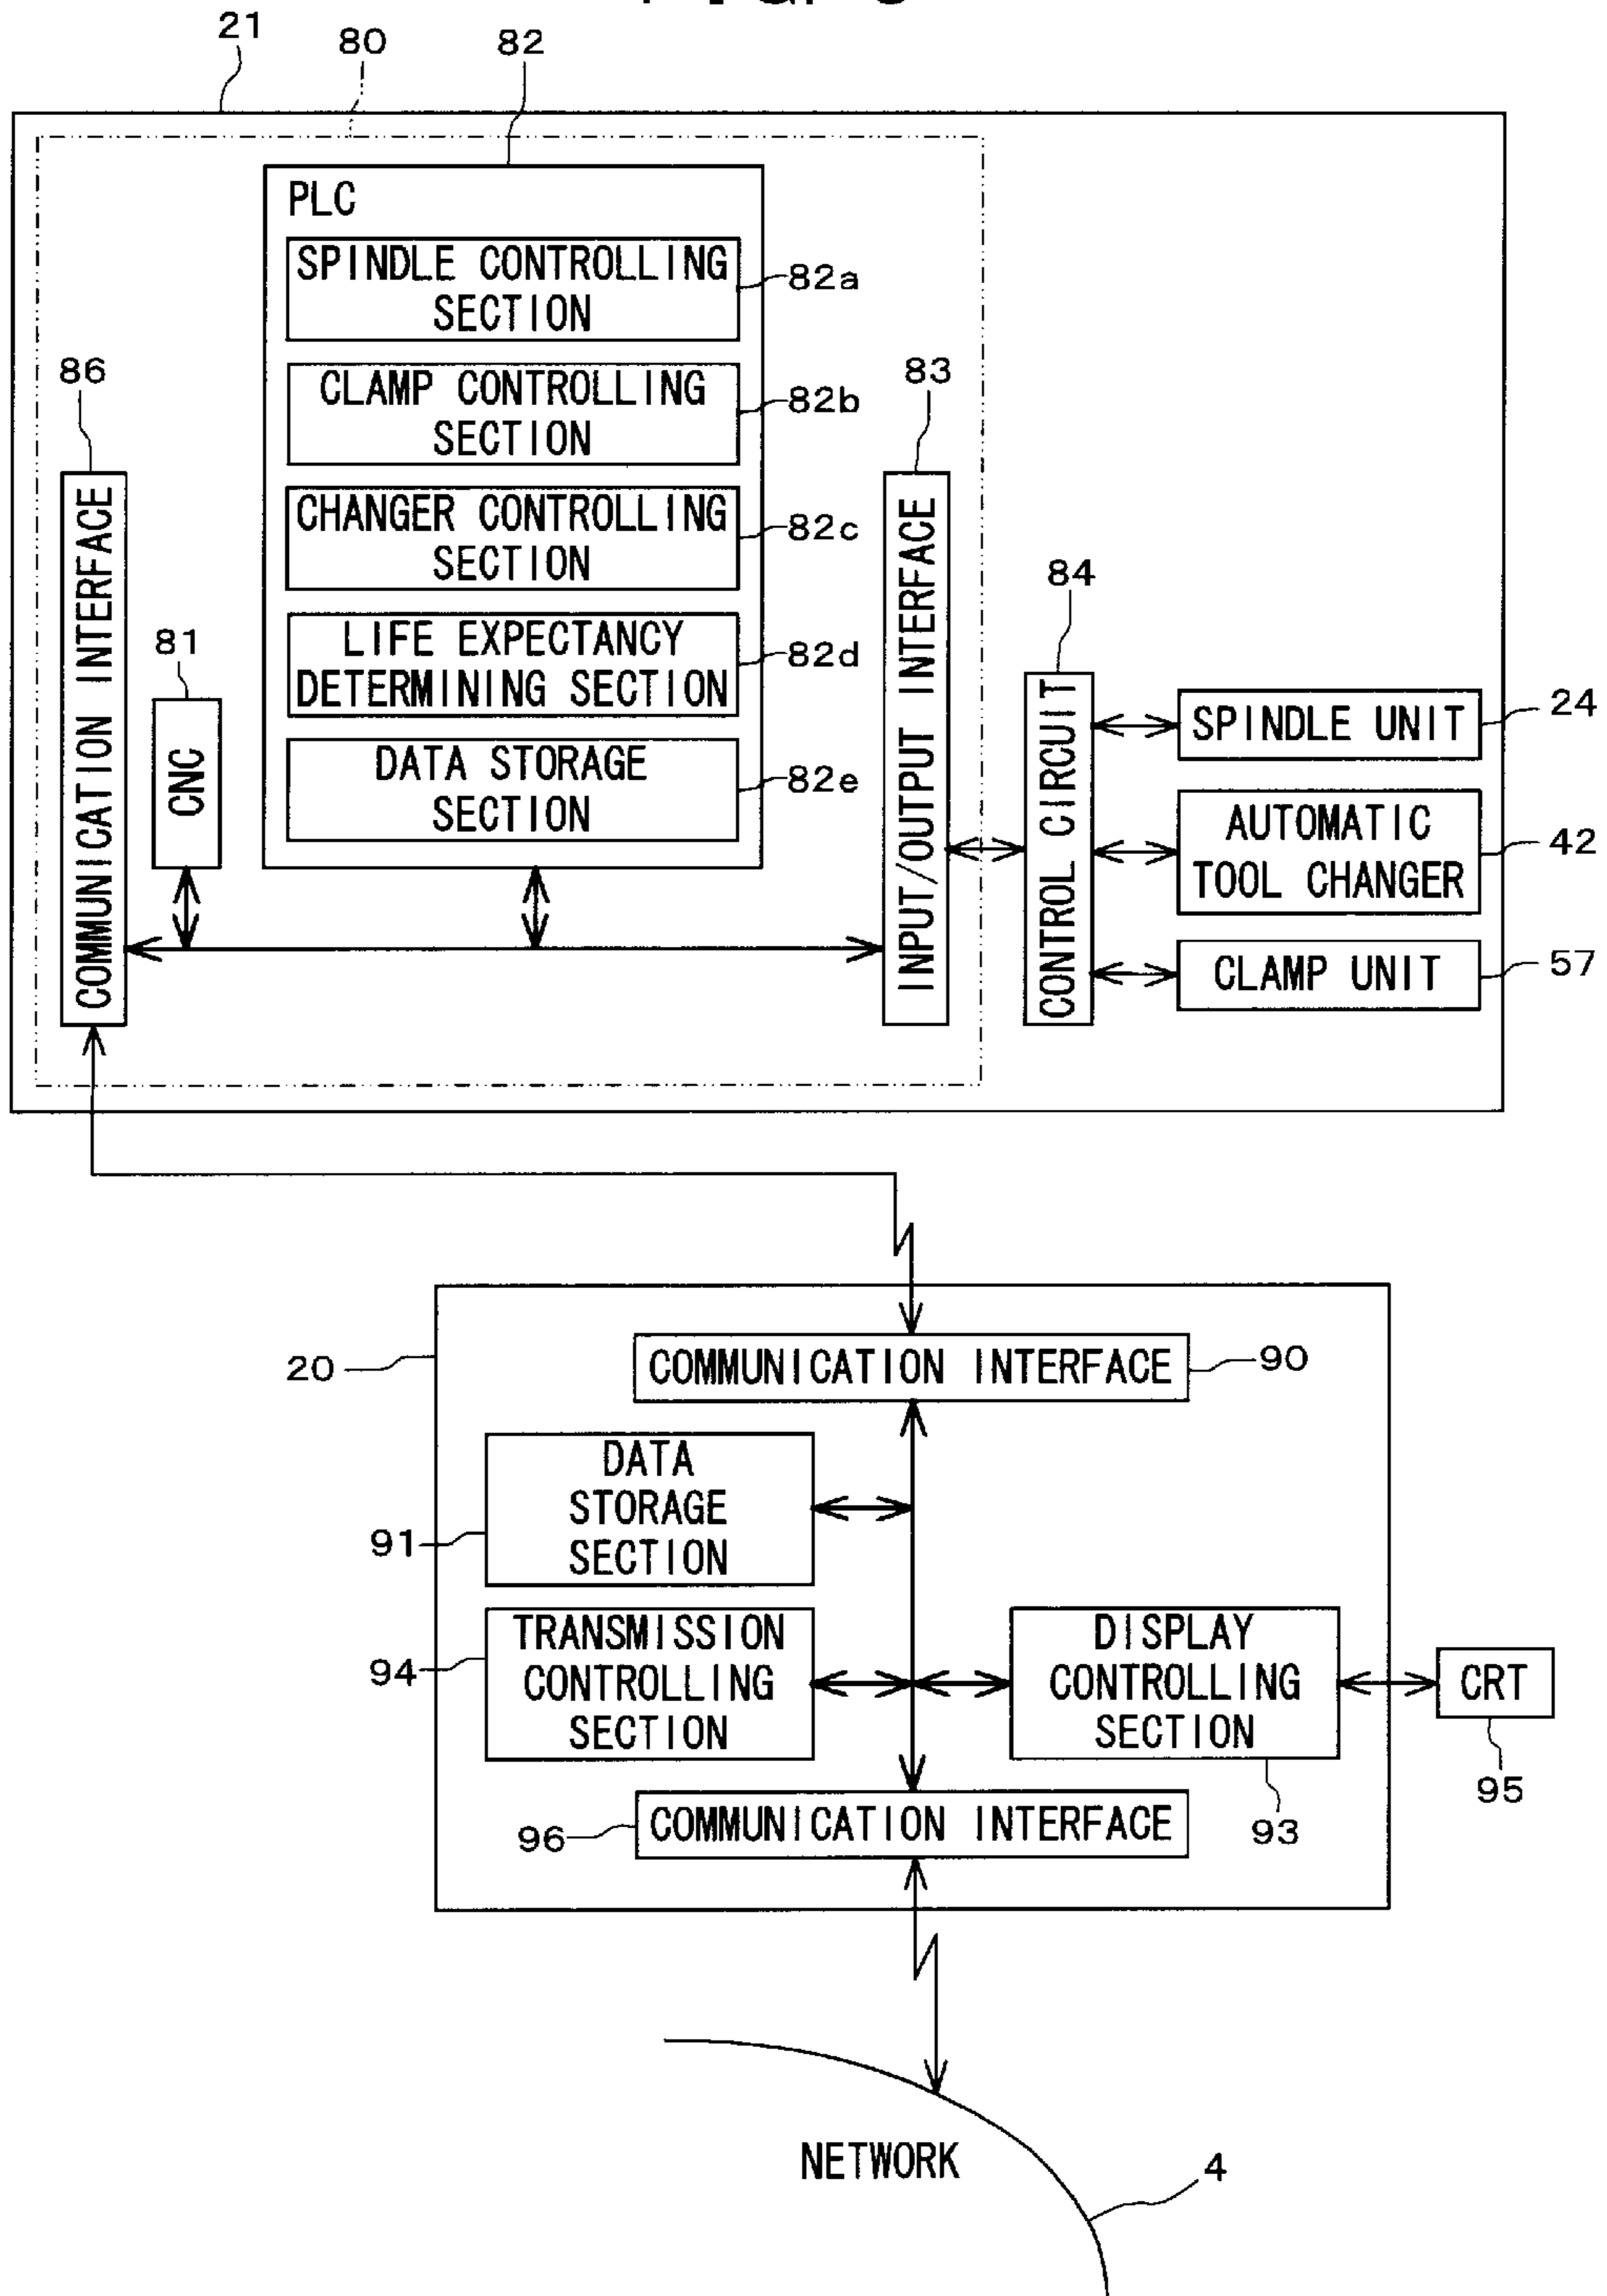 21
80
82
PLC
SPINDLE CONTROLLING
SECTION
82a
CLAMP CONTROLLING
SECTION
82b
CHANGER CONTROLLING
SECTION
82c
LIFE EXPECTANCY
DETERMINING SECTION
82d
DATA STORAGE
SECTION
82e
86
COMMUNICATION INTERFACE
81
CNC
83
INPUT/OUTPUT INTERFACE
84
CONTROL CIRCUIT
SPINDLE UNIT
24
AUTOMATIC
TOOL CHANGER
42
CLAMP UNIT
57
20
COMMUNICATION INTERFACE
90
DATA
STORAGE
SECTION
91
TRANSMISSION
CONTROLLING
SECTION
94
DISPLAY
CONTROLLING
SECTION
93
CRT
95
COMMUNICATION INTERFACE
96
NETWORK
4